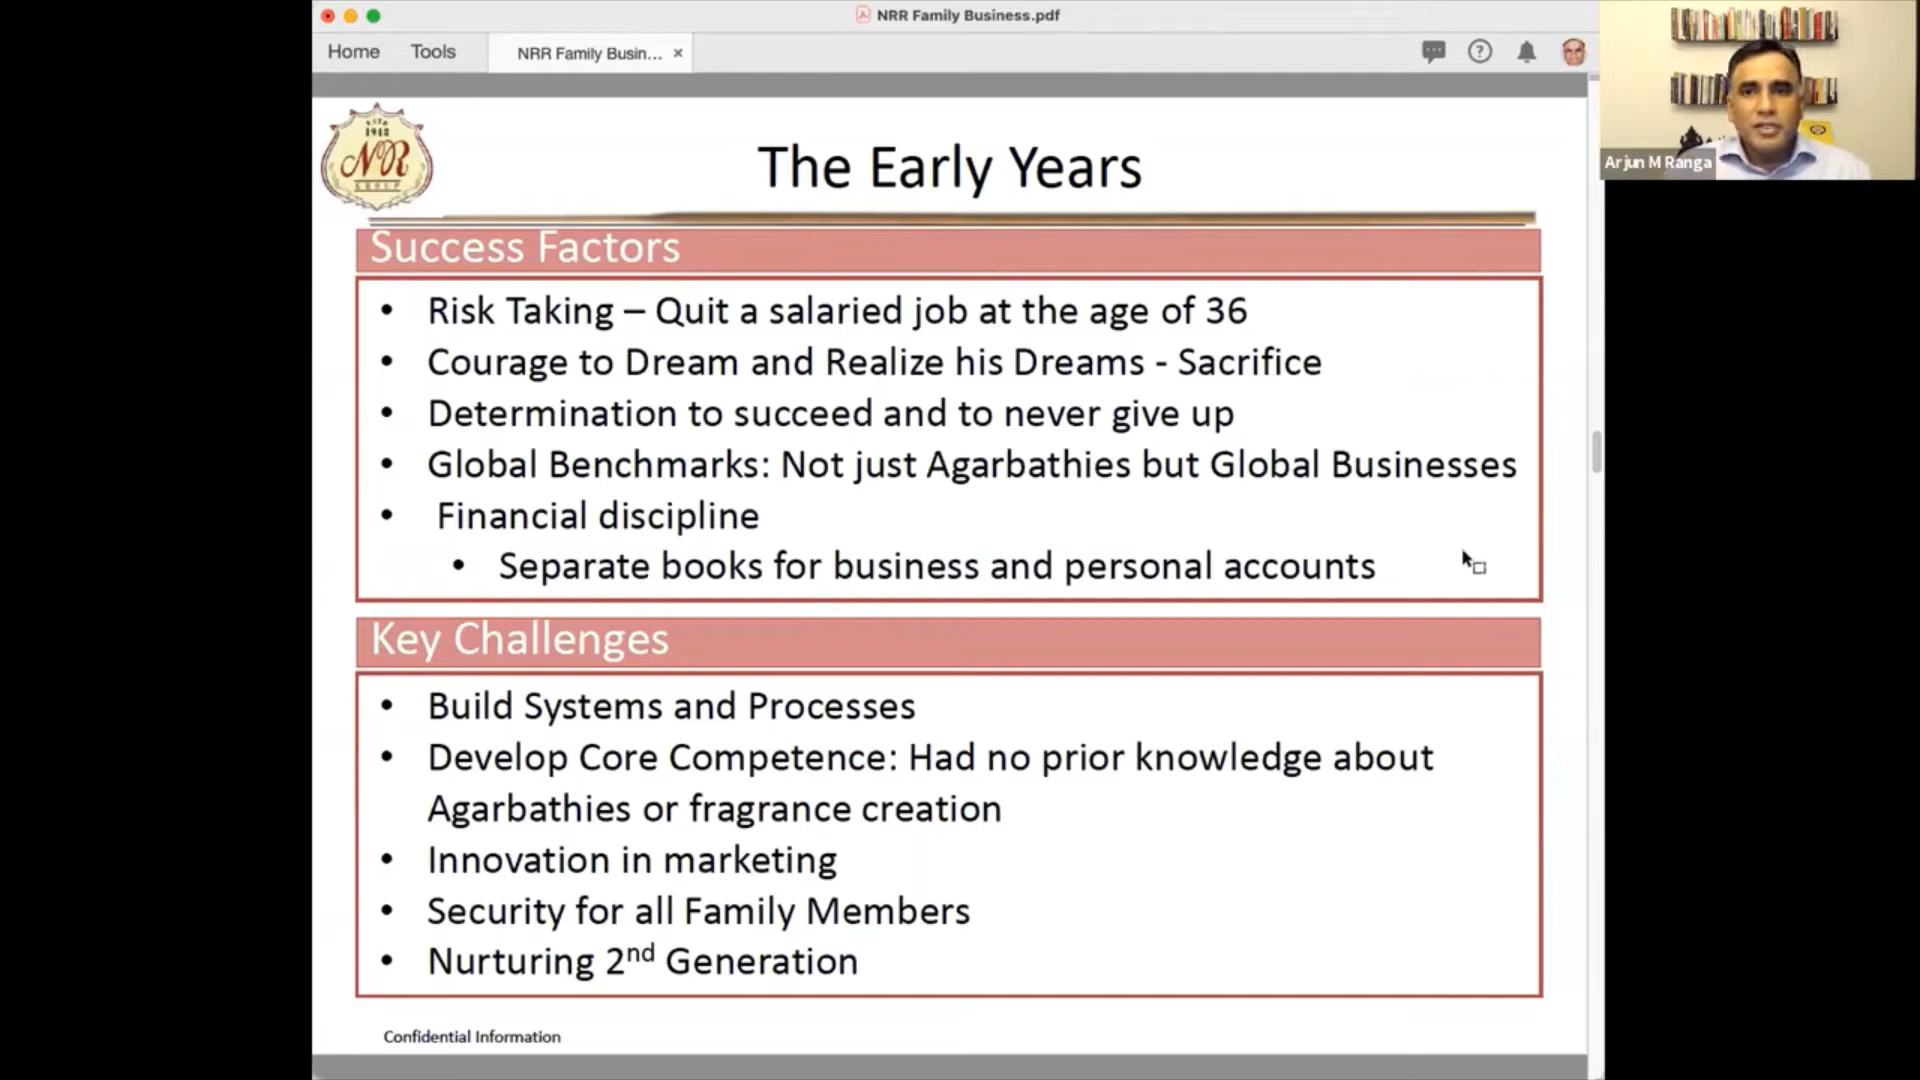 NRR Family Business.pdf
Home Tools NRR Family Busin... ×
Arjun M Ranga
ESTD
1948
NR
GROUP
The Early Years
Success Factors
• Risk Taking – Quit a salaried job at the age of 36
• Courage to Dream and Realize his Dreams - Sacrifice
• Determination to succeed and to never give up
• Global Benchmarks: Not just Agarbathies but Global Businesses
• Financial discipline
• Separate books for business and personal accounts
Key Challenges
• Build Systems and Processes
• Develop Core Competence: Had no prior knowledge about
Agarbathies or fragrance creation
• Innovation in marketing
• Security for all Family Members
• Nurturing 2nd Generation
Confidential Information